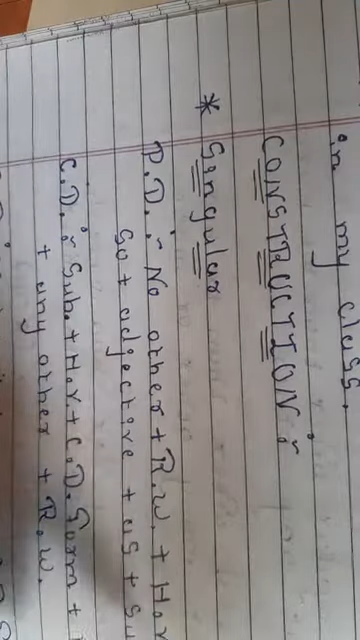 in my class.
CONSTRUCTION :
* Singular
P.D. :- No other + R.W. + H.V
So + adjective + as + Su
C.D. :- Sub. + H.V. + C.D. Form +
+ any other + R.W.